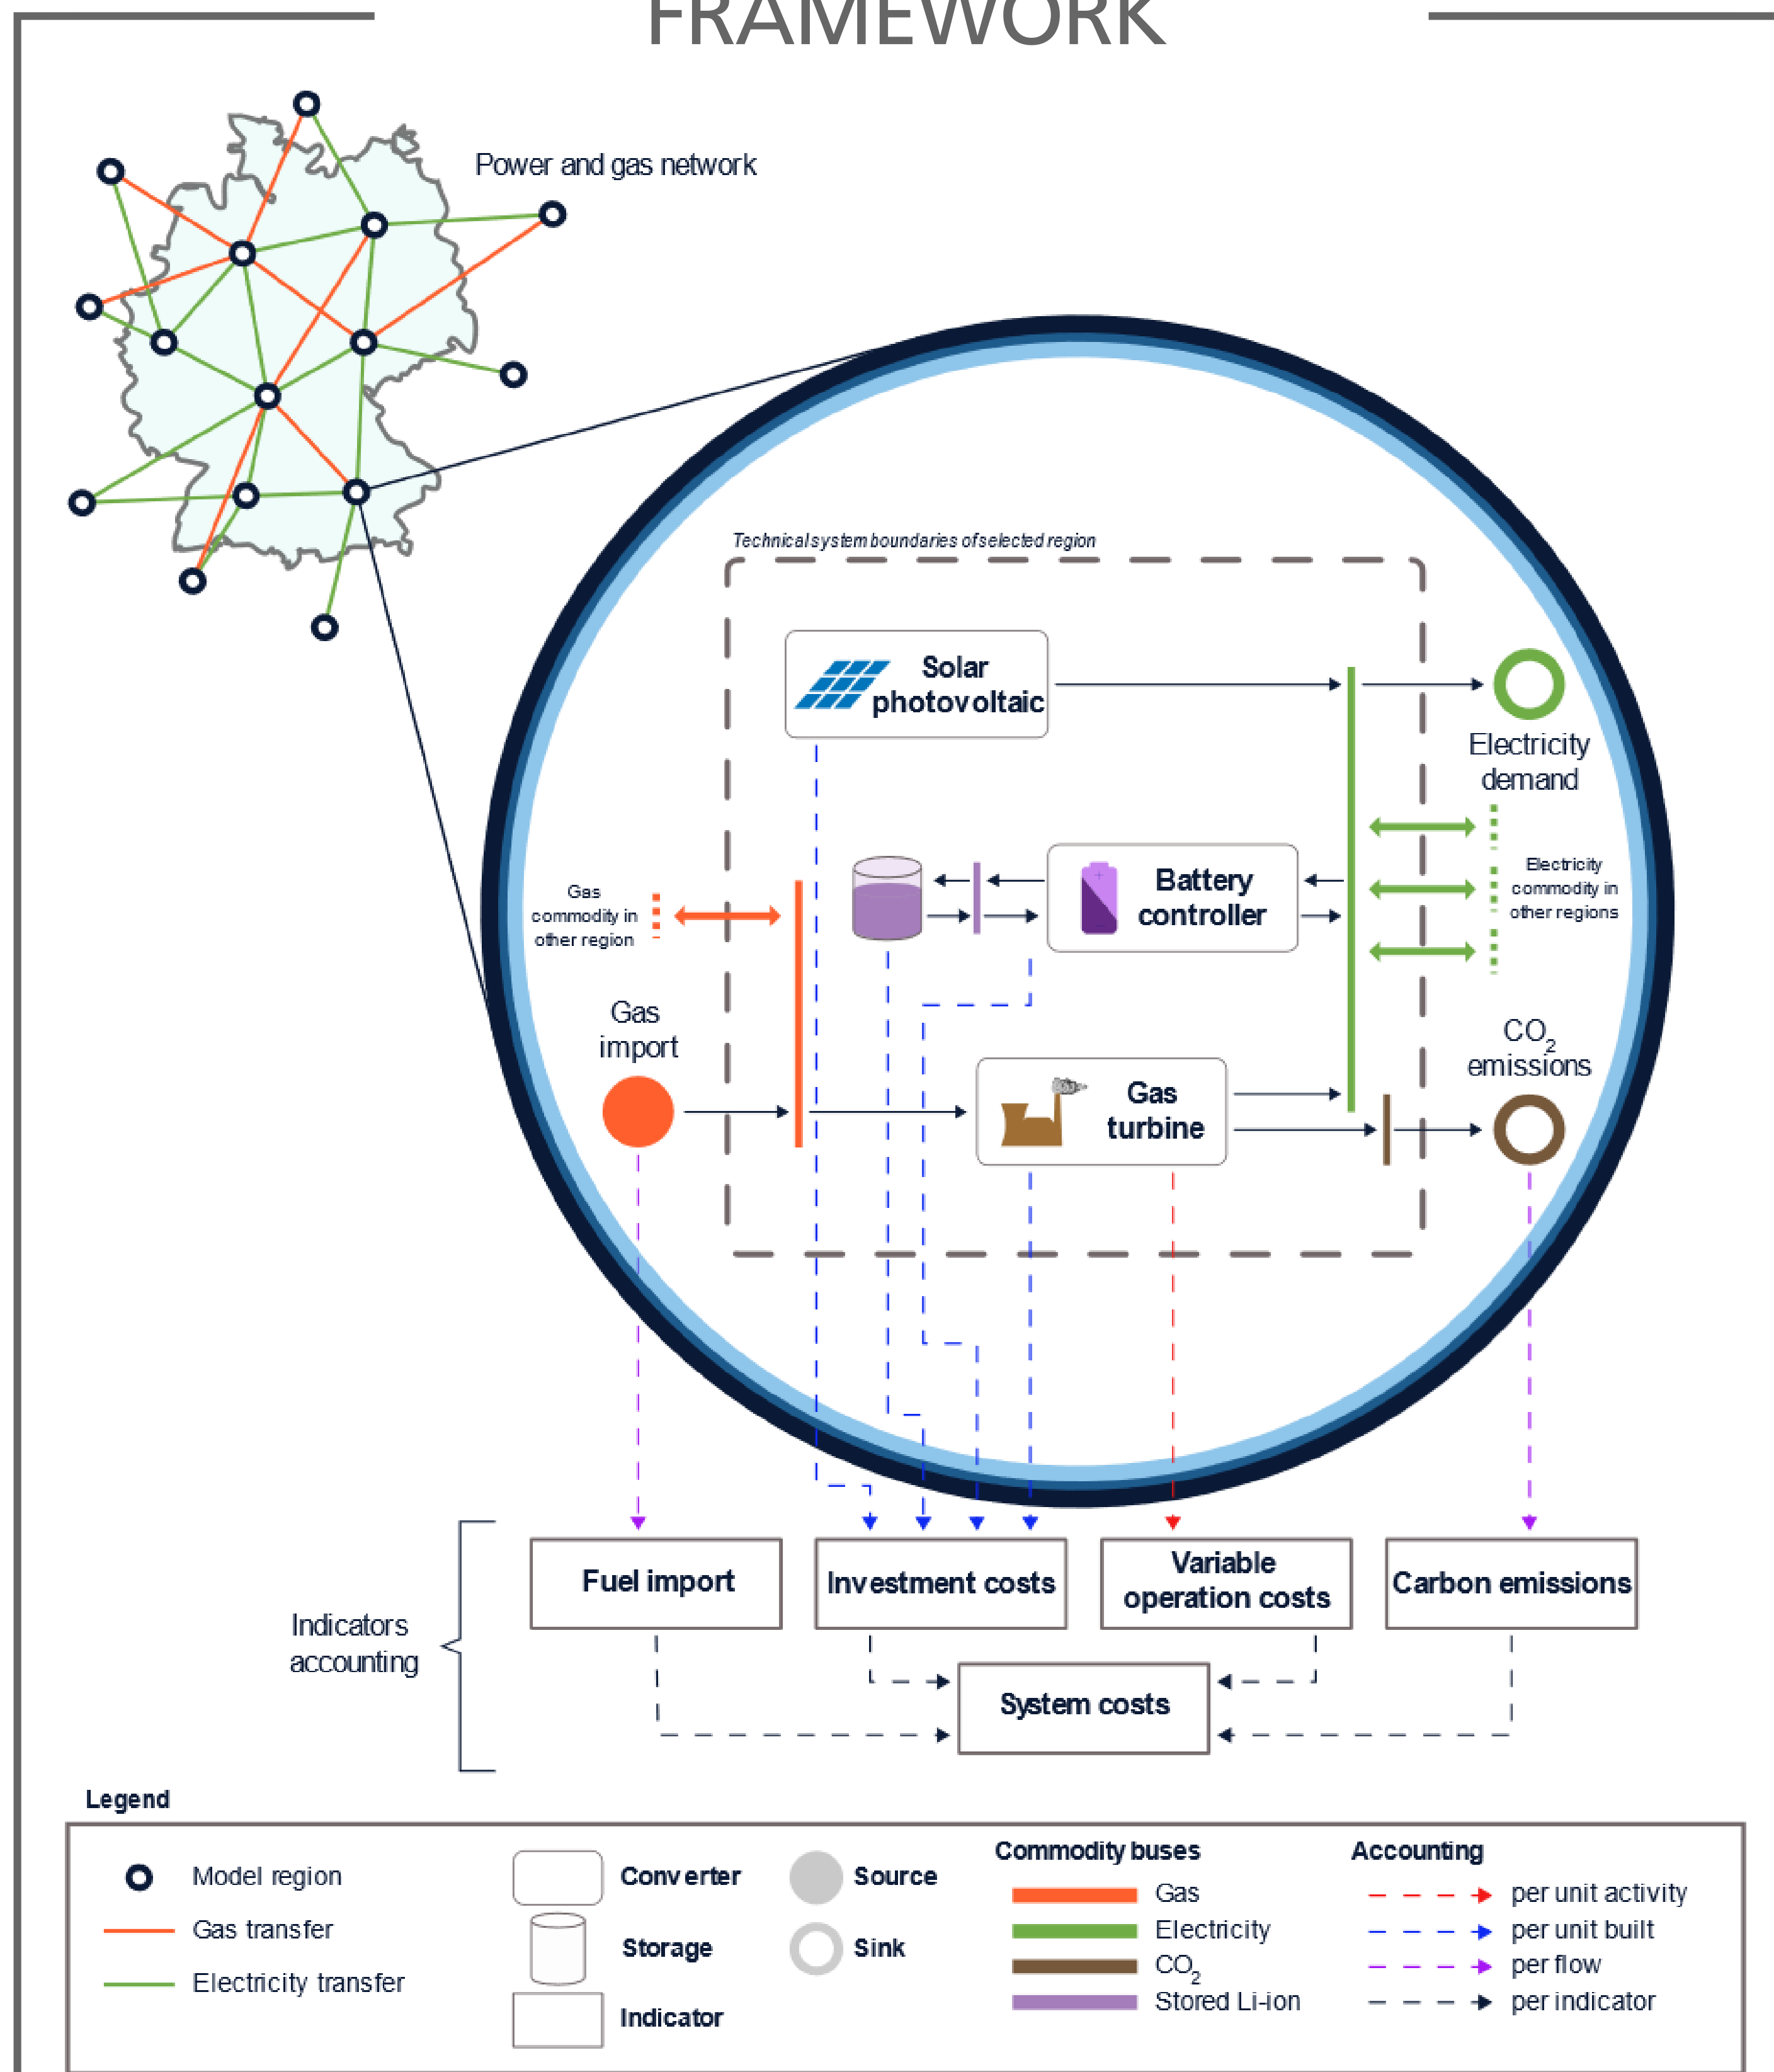 FRAMEWORK
Power and gas network
Technical system boundaries of selected region
Solar
photovoltaic
Electricity
demand
Battery
controller
Electricity
commodity in
other regions
Gas
commodity in
other region
Gas
import
CO2
emissions
Gas
turbine
Fuel import
Investment costs
Variable
operation costs
Carbon emissions
Indicators
accounting
System costs
Legend
Model region
Gas transfer
Electricity transfer
Converter
Storage
Indicator
Source
Sink
Commodity buses
Gas
Electricity
CO2
Stored Li-ion
Accounting
per unit activity
per unit built
per flow
per indicator